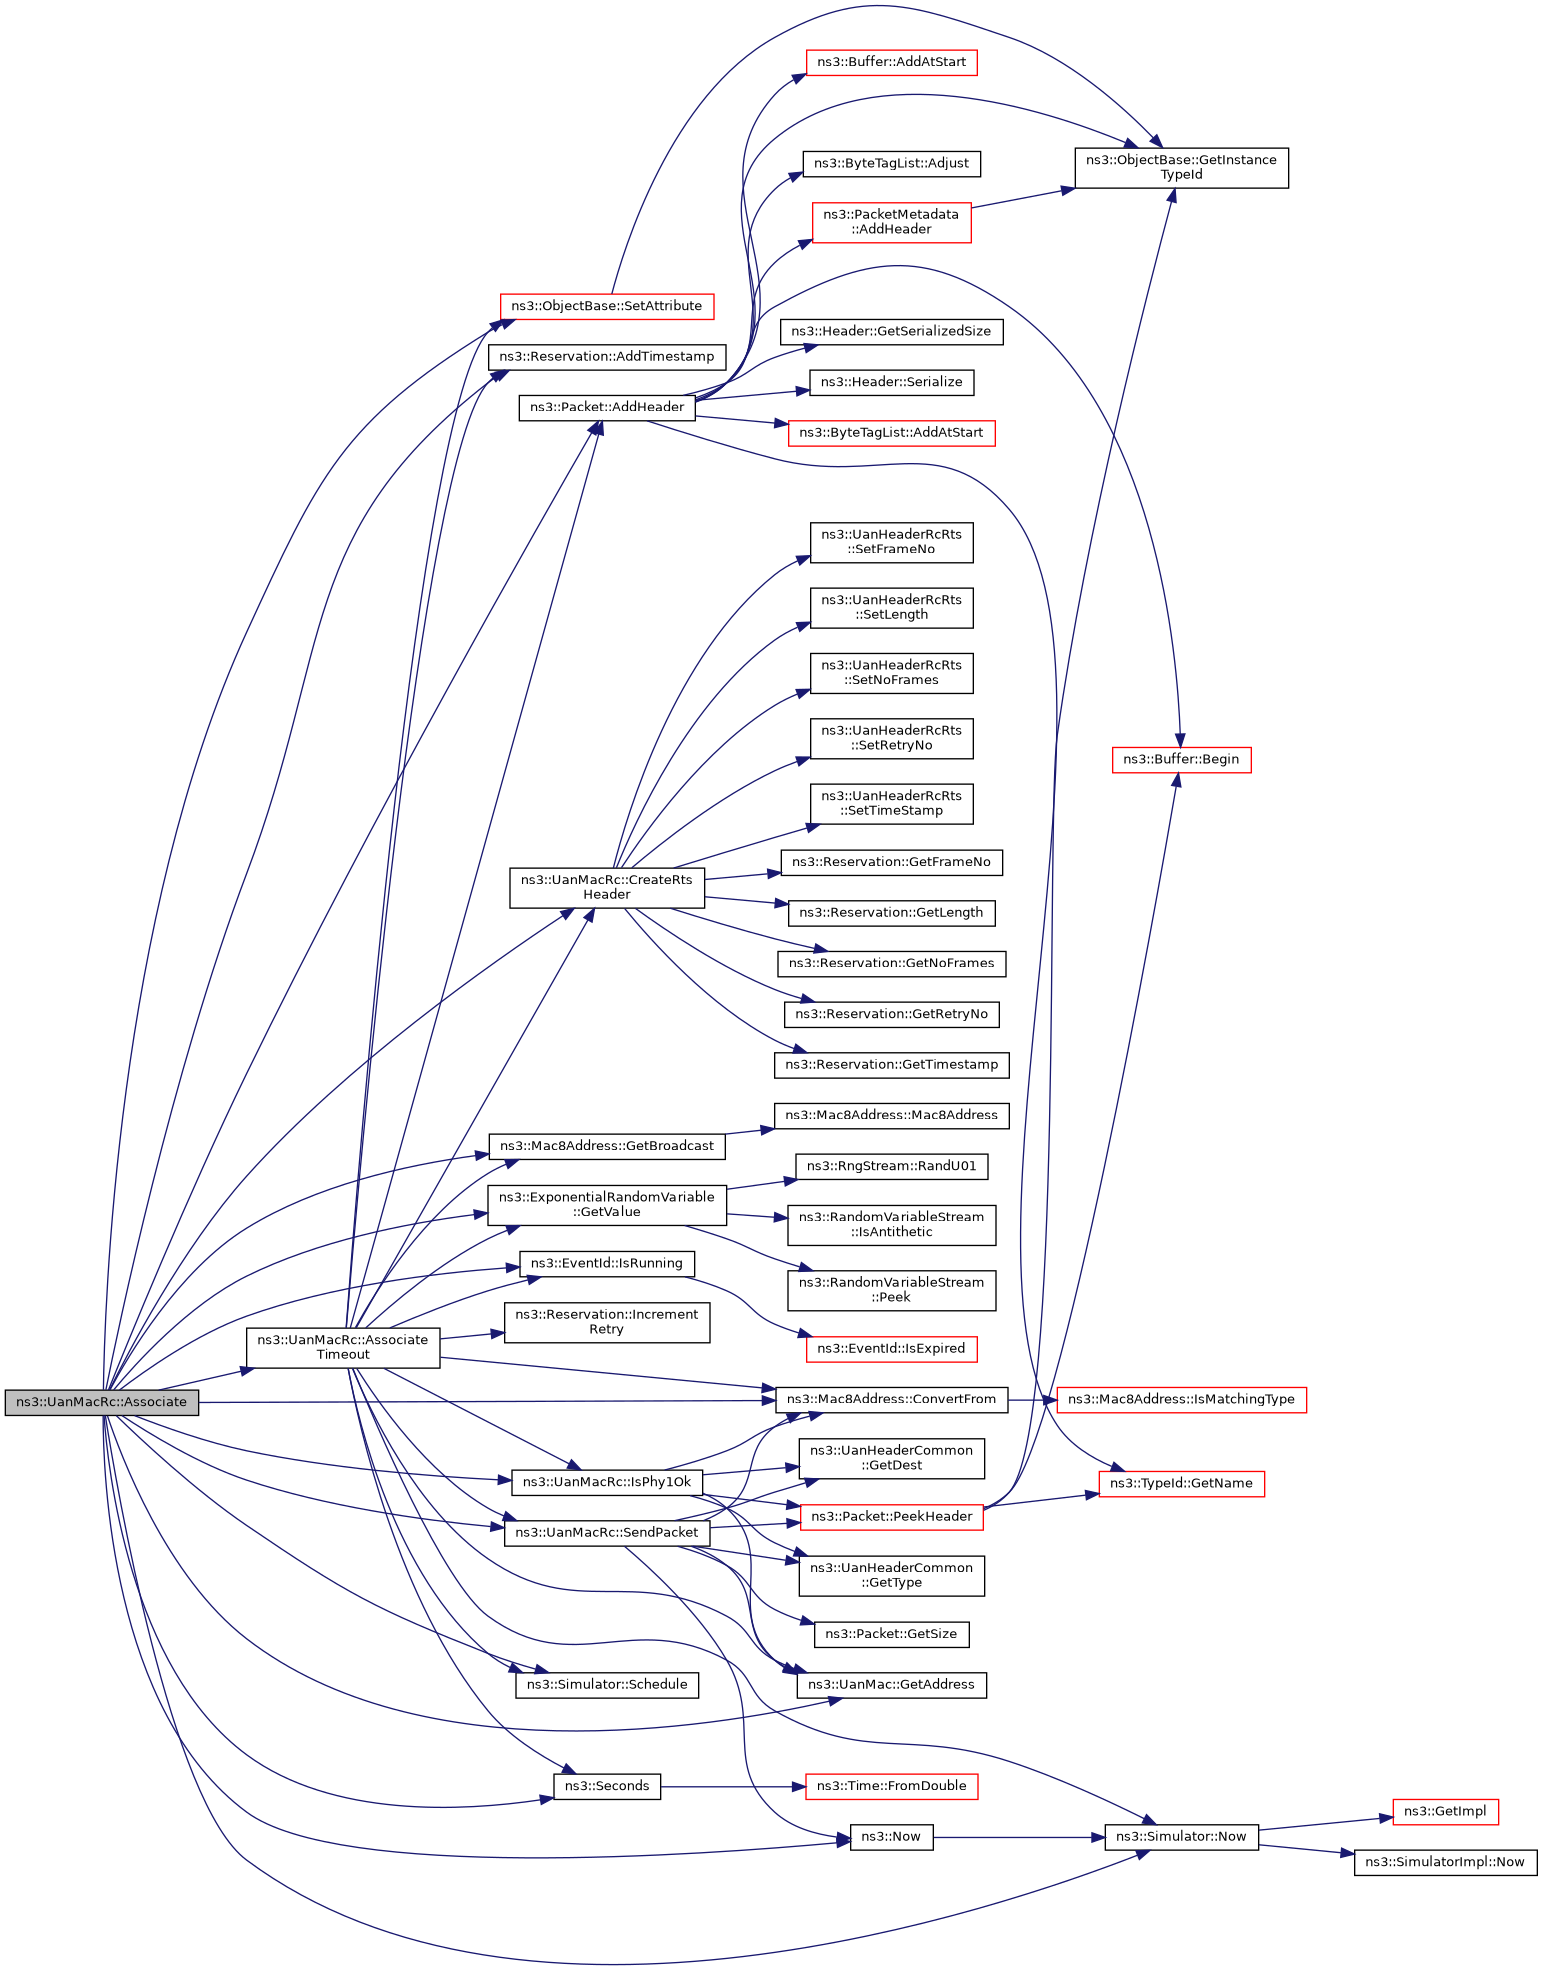 ns3::Buffer::AddAtStart
ns3::ObjectBase::GetInstance
TypeId
ns3::ByteTagList::Adjust
ns3::PacketMetadata
::AddHeader
ns3::ObjectBase::SetAttribute
ns3::Header::GetSerializedSize
ns3::Reservation::AddTimestamp
ns3::Header::Serialize
ns3::Packet::AddHeader
ns3::ByteTagList::AddAtStart
ns3::UanHeaderRcRts
::SetFrameNo
ns3::UanHeaderRcRts
::SetLength
ns3::UanHeaderRcRts
::SetNoFrames
ns3::UanHeaderRcRts
::SetRetryNo
ns3::Buffer::Begin
ns3::UanHeaderRcRts
::SetTimeStamp
ns3::Reservation::GetFrameNo
ns3::UanMacRc::CreateRts
Header
ns3::Reservation::GetLength
ns3::Reservation::GetNoFrames
ns3::Reservation::GetRetryNo
ns3::Reservation::GetTimestamp
ns3::Mac8Address::Mac8Address
ns3::Mac8Address::GetBroadcast
ns3::RngStream::RandU01
ns3::ExponentialRandomVariable
::GetValue
ns3::RandomVariableStream
::IsAntithetic
ns3::EventId::IsRunning
ns3::RandomVariableStream
::Peek
ns3::Reservation::Increment
Retry
ns3::UanMacRc::Associate
Timeout
ns3::EventId::IsExpired
ns3::UanMacRc::Associate
ns3::Mac8Address::ConvertFrom
ns3::Mac8Address::IsMatchingType
ns3::UanHeaderCommon
::GetDest
ns3::UanMacRc::IsPhy1Ok
ns3::TypeId::GetName
ns3::Packet::PeekHeader
ns3::UanMacRc::SendPacket
ns3::UanHeaderCommon
::GetType
ns3::Packet::GetSize
ns3::Simulator::Schedule
ns3::UanMac::GetAddress
ns3::Seconds
ns3::Time::FromDouble
ns3::GetImpl
ns3::Now
ns3::Simulator::Now
ns3::SimulatorImpl::Now